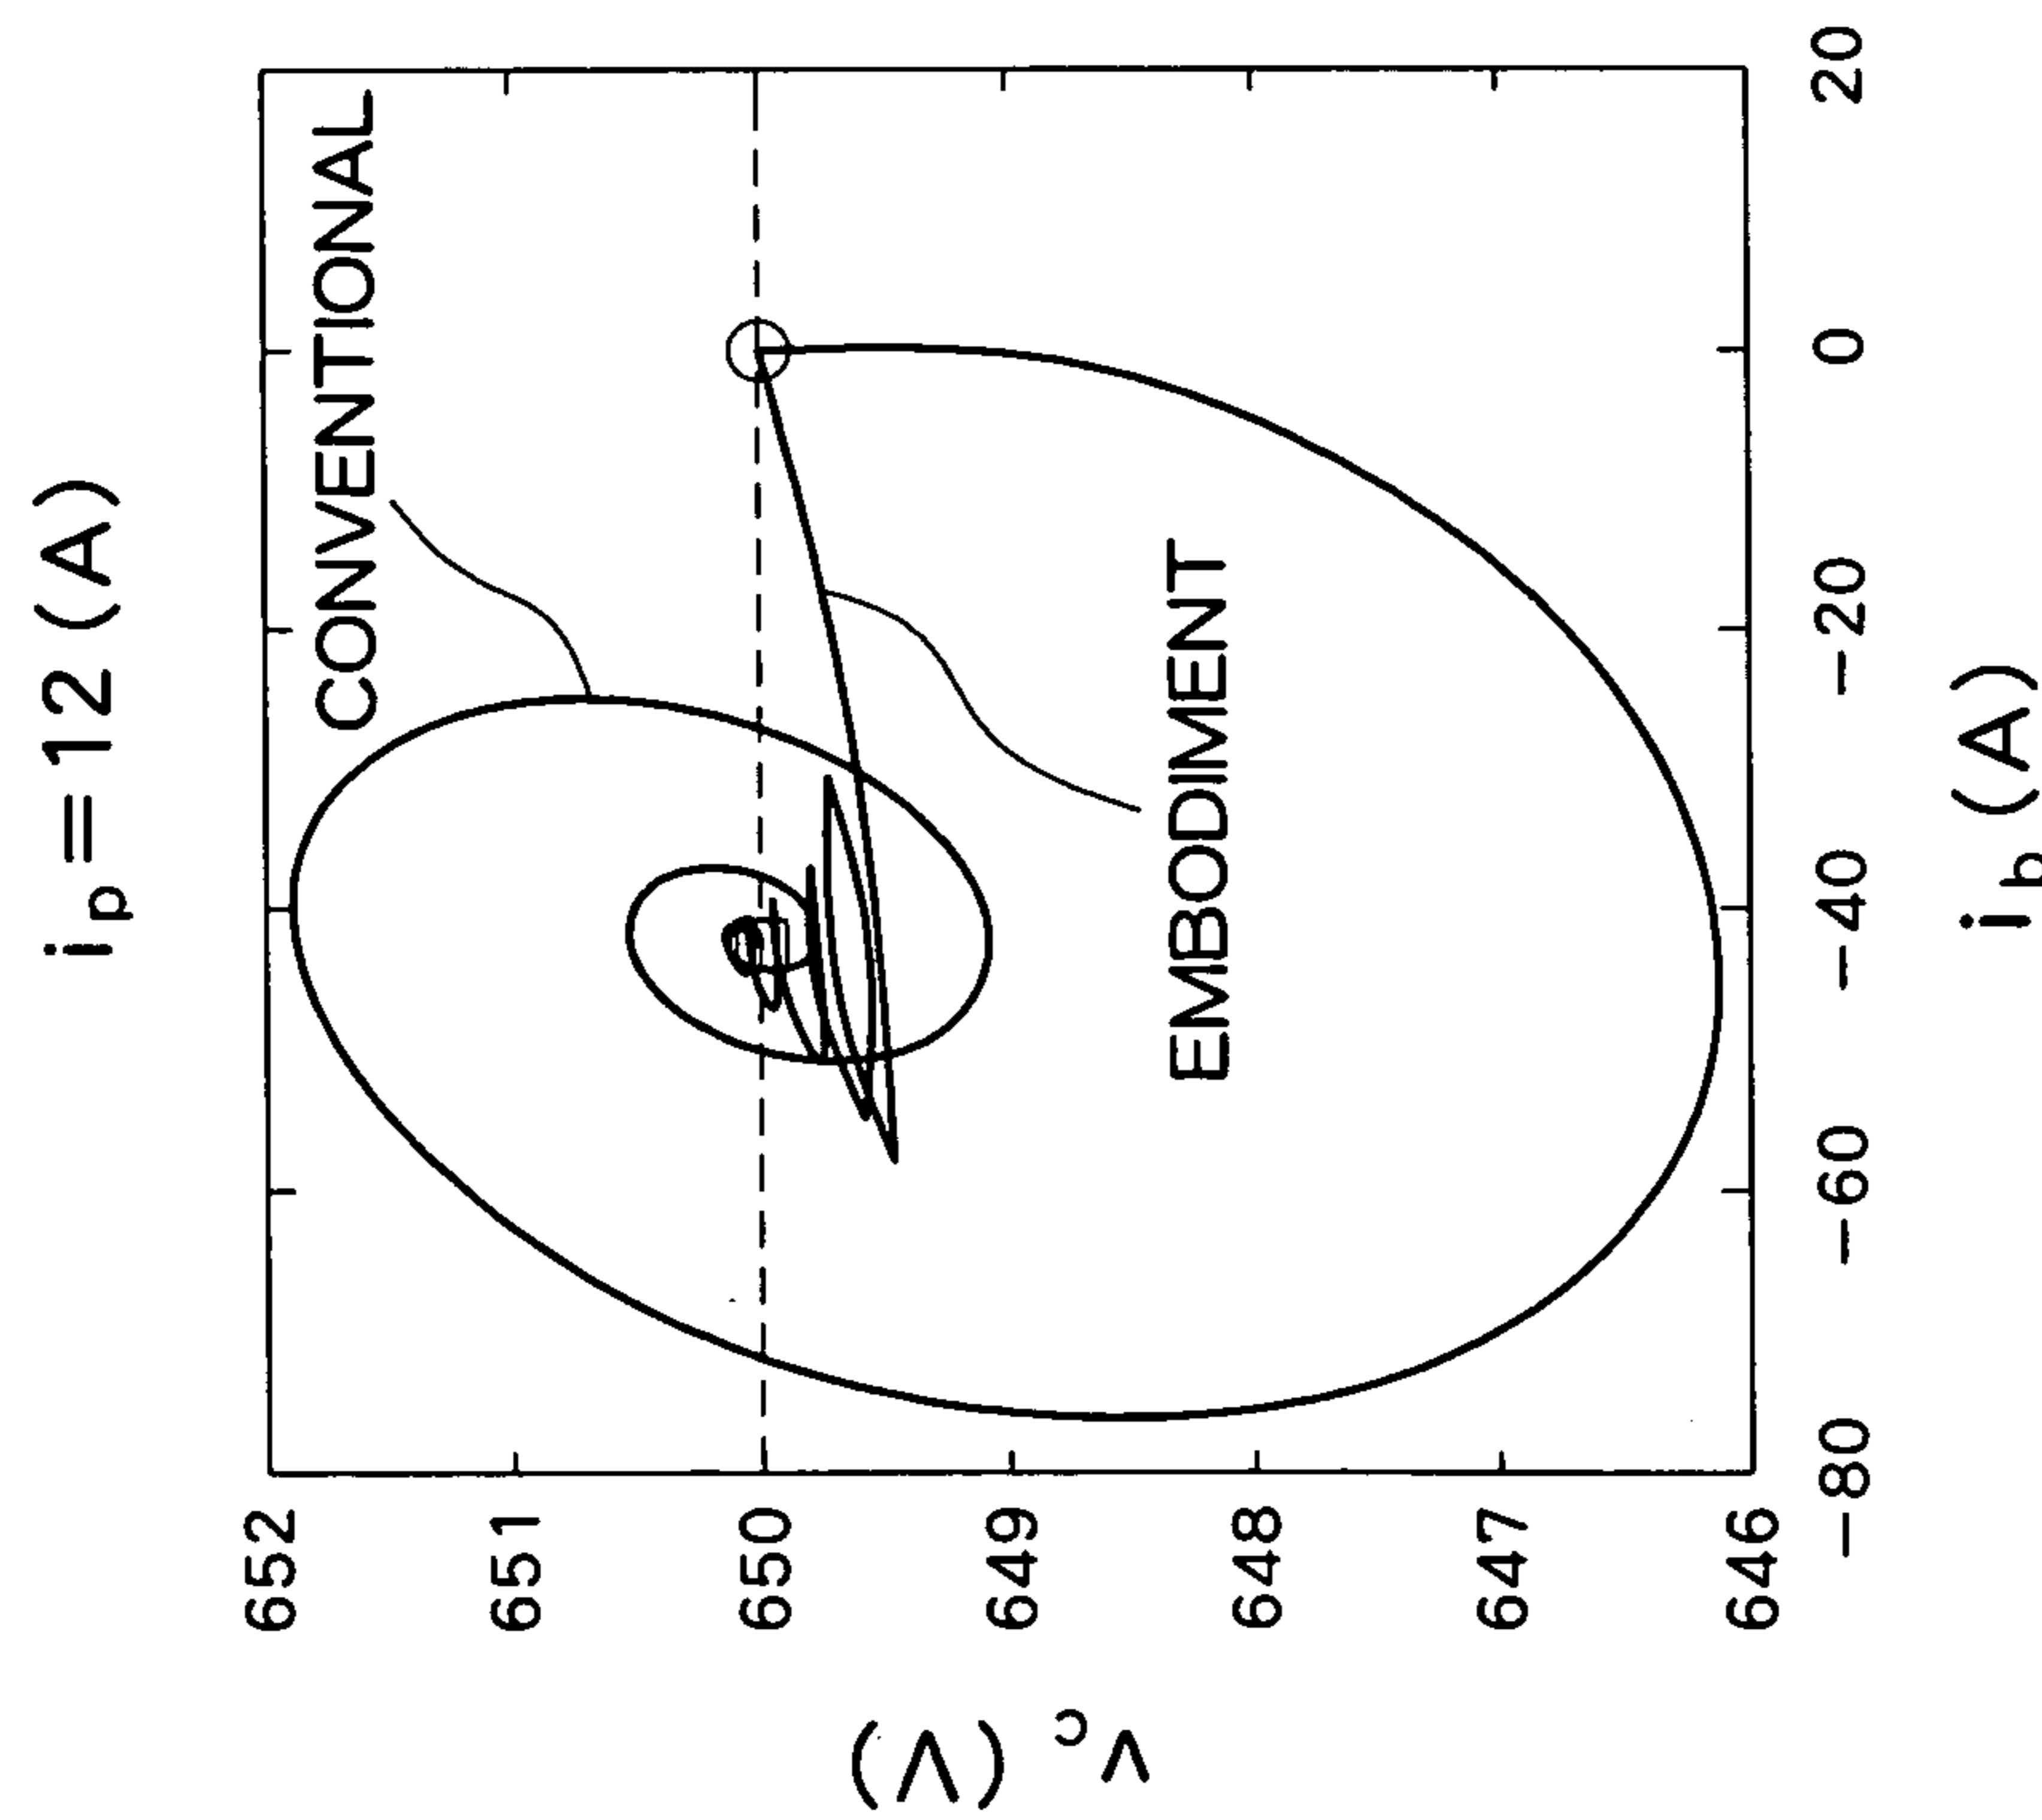 i_p = 12 (A)
CONVENTIONAL
EMBODIMENT
652
651
650
649
648
647
646
v_c (V)
−80
−60
−40
−20
0
20
i_b (A)